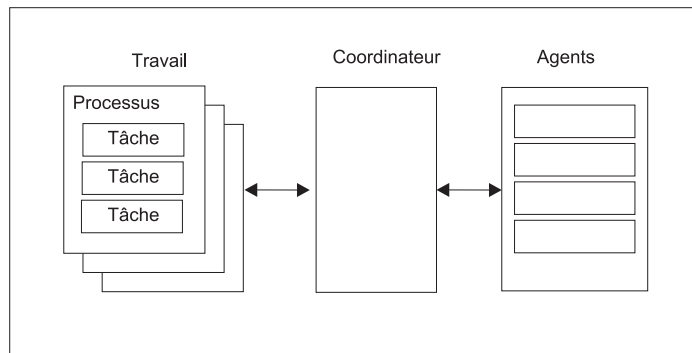 Travail
Coordinateur
Agents
Processus
Tâche
Tâche
Tâche